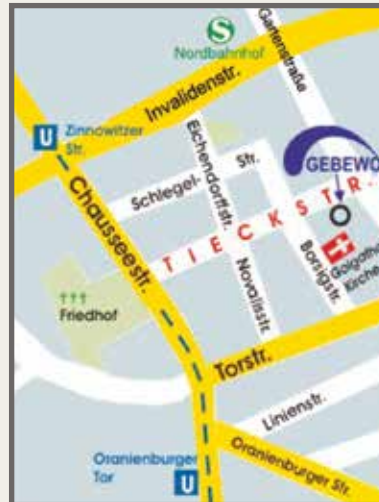 S
Nordbahnhof
Gartenstraße
Invalidenstr.
U
Zinnowitzer
Str.
Eichendorffstr.
Schlegel-
Str.
GEBEWO
Chausseestr.
TIECKSTR.
Golgatha
Kirche
Borsigstr.
Novalisstr.
†††
Friedhof
Torstr.
Linienstr.
Oranienburger Str.
Oranienburger
Tor
U